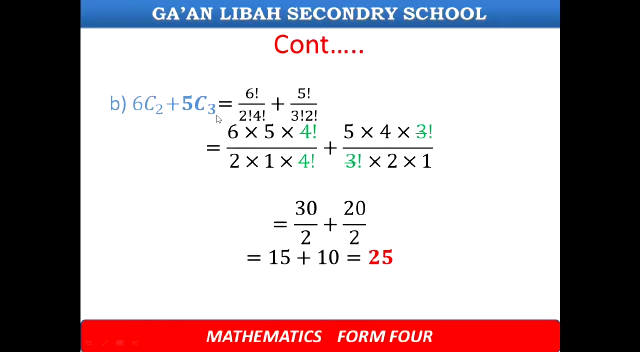 GA'AN LIBAH SECONDRY SCHOOL
Cont…..
b) 6C₂+5C₃= 6!/2!4! + 5!/3!2!
= (6 × 5 × 4!)/(2 × 1 × 4!) + (5 × 4 × 3!)/(3! × 2 × 1)
= 30/2 + 20/2
= 15 + 10 = 25
MATHEMATICS FORM FOUR